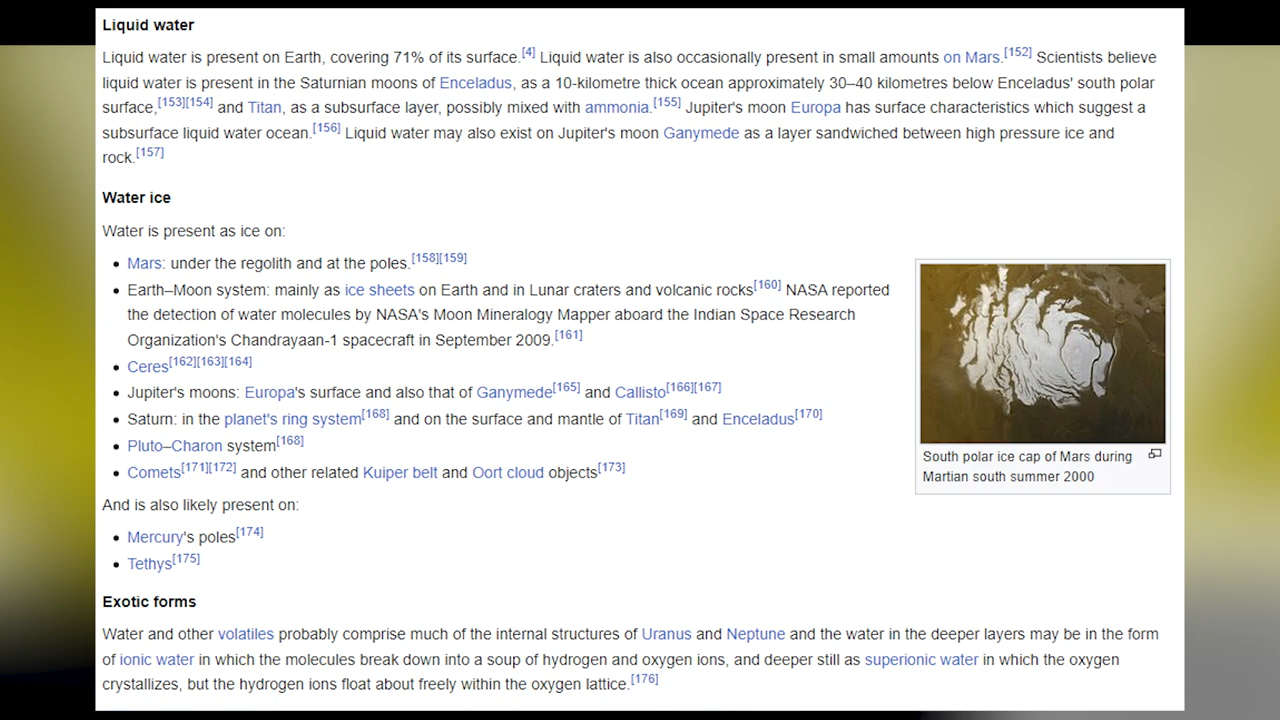 Liquid water
Liquid water is present on Earth, covering 71% of its surface.[4] Liquid water is also occasionally present in small amounts on Mars.[152] Scientists believe
liquid water is present in the Saturnian moons of Enceladus, as a 10-kilometre thick ocean approximately 30–40 kilometres below Enceladus' south polar
surface,[153][154] and Titan, as a subsurface layer, possibly mixed with ammonia.[155] Jupiter's moon Europa has surface characteristics which suggest a
subsurface liquid water ocean.[156] Liquid water may also exist on Jupiter's moon Ganymede as a layer sandwiched between high pressure ice and
rock.[157]
Water ice
Water is present as ice on:
• Mars: under the regolith and at the poles.[158][159]
• Earth–Moon system: mainly as ice sheets on Earth and in Lunar craters and volcanic rocks[160] NASA reported
the detection of water molecules by NASA's Moon Mineralogy Mapper aboard the Indian Space Research
Organization's Chandrayaan-1 spacecraft in September 2009.[161]
• Ceres[162][163][164]
• Jupiter's moons: Europa's surface and also that of Ganymede[165] and Callisto[166][167]
• Saturn: in the planet's ring system[168] and on the surface and mantle of Titan[169] and Enceladus[170]
• Pluto–Charon system[168]
• Comets[171][172] and other related Kuiper belt and Oort cloud objects[173]
South polar ice cap of Mars during
Martian south summer 2000
And is also likely present on:
• Mercury's poles[174]
• Tethys[175]
Exotic forms
Water and other volatiles probably comprise much of the internal structures of Uranus and Neptune and the water in the deeper layers may be in the form
of ionic water in which the molecules break down into a soup of hydrogen and oxygen ions, and deeper still as superionic water in which the oxygen
crystallizes, but the hydrogen ions float about freely within the oxygen lattice.[176]